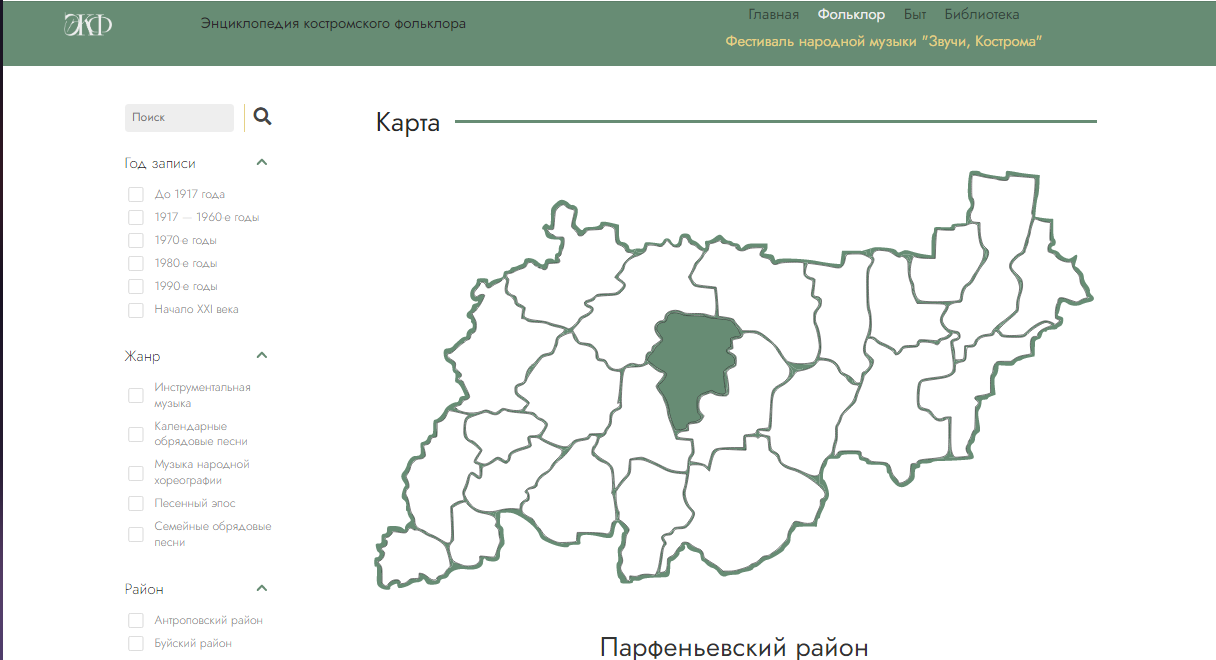 ЭКФ
Энциклопедия костромского фольклора
Главная Фольклор Быт Библиотека
Фестиваль народной музыки "Звучи, Кострома"
Поиск
Год записи
До 1917 года
1917 — 1960 е годы
1970 е годы
1980 е годы
1990 е годы
Начало XXI века
Жанр
Инструментальная
музыка
Календарные
обрядовые песни
Музыка народной
хореографии
Песенный эпос
Семейные обрядовые
песни
Район
Антроповский район
Буйский район
Карта
Парфеньевский район